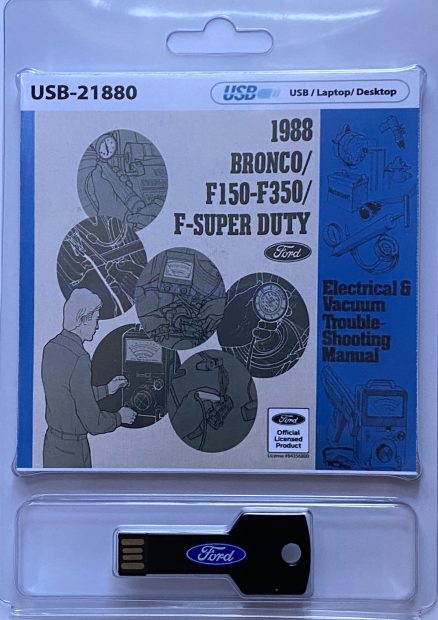 USB-21880
USB
USB / Laptop/ Desktop
1988
BRONCO/
F150-F350/
F-SUPER DUTY
Ford
Electrical &
Vacuum
Trouble-
Shooting
Manual
Ford
Official
Licensed
Product
Ford